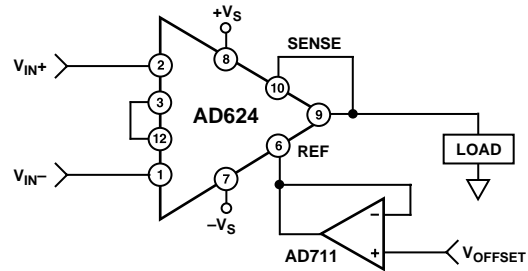 +VS
SENSE
VIN+
2
8
10
3
AD624
9
12
6
REF
LOAD
VIN–
1
7
–VS
–
AD711
+
VOFFSET